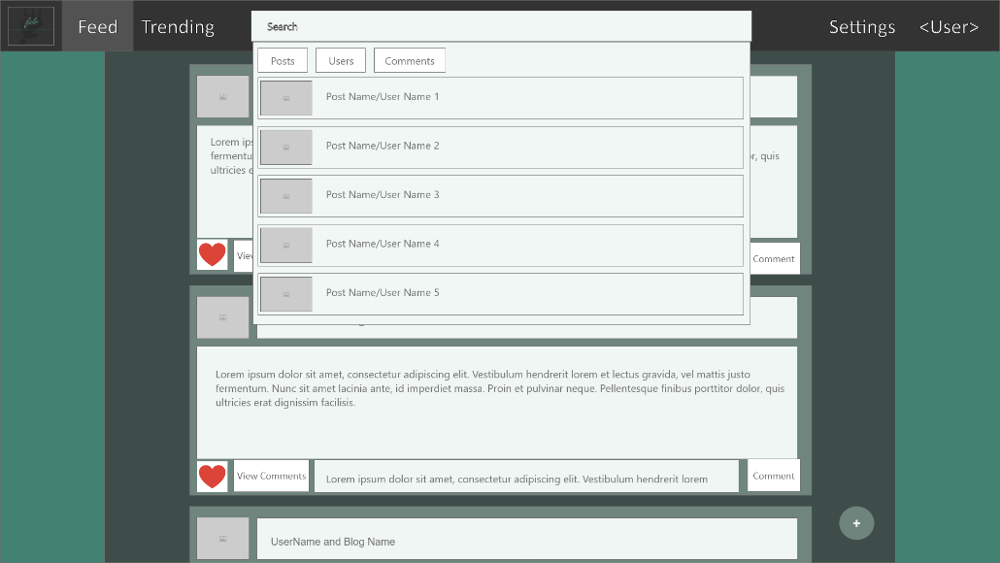 Feed
Trending
Search
Settings
<User>
Posts
Users
Comments
Post Name/User Name 1
Post Name/User Name 2
Post Name/User Name 3
Post Name/User Name 4
Post Name/User Name 5
Lorem
r, quis
ultricies
Comment
Lorem ipsum dolor sit amet, consectetur adipiscing elit. Vestibulum hendrerit lorem et lectus gravida, vel mattis justo
fermentum. Nunc sit amet lacinia ante, id imperdiet massa. Proin et pulvinar neque. Pellentesque finibus porttitor dolor, quis
ultricies erat dignissim facilisis.
View Comments
Lorem ipsum dolor sit amet, consectetur adipiscing elit. Vestibulum hendrerit lorem
Comment
UserName and Blog Name
+